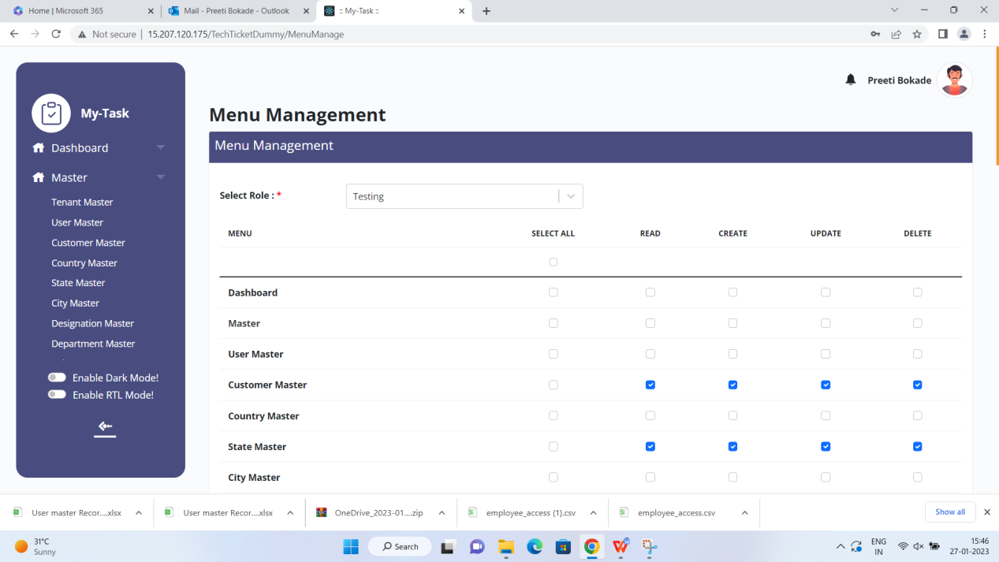 Home | Microsoft 365
Mail - Preeti Bokade - Outlook
:: My-Task ::
Not secure | 15.207.120.175/TechTicketDummy/MenuManage
Preeti Bokade
My-Task
Dashboard
Master
Tenant Master
User Master
Customer Master
Country Master
State Master
City Master
Designation Master
Department Master
Enable Dark Mode!
Enable RTL Mode!
Menu Management
Menu Management
Select Role : *
Testing
MENU SELECT ALL READ CREATE UPDATE DELETE
Dashboard
Master
User Master
Customer Master
Country Master
State Master
City Master
User master Recor....xlsx
User master Recor....xlsx
OneDrive_2023-01....zip
employee_access (1).csv
employee_access.csv
Show all
31°C
Sunny
Search
ENG
IN
15:46
27-01-2023